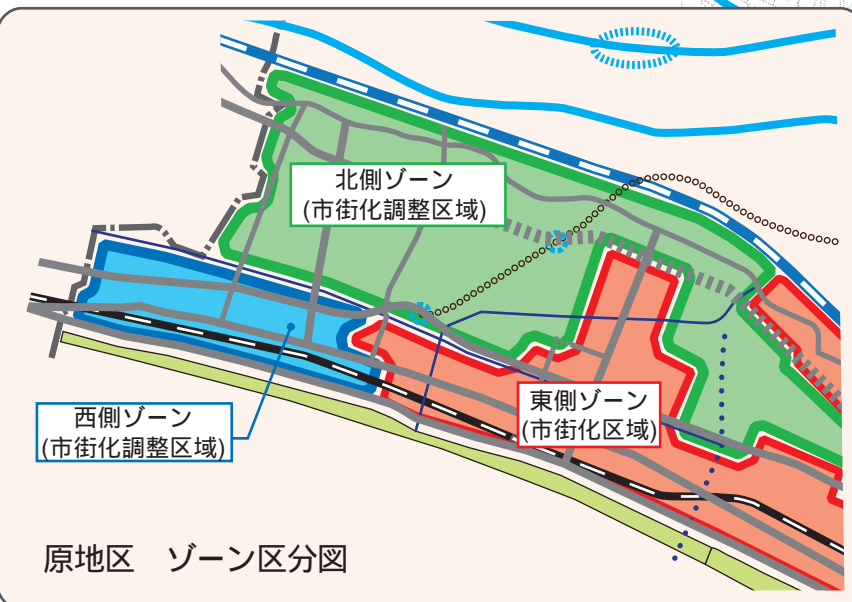 北側ゾーン
(市街化調整区域)
西側ゾーン
(市街化調整区域)
東側ゾーン
(市街化区域)
原地区　ゾーン区分図